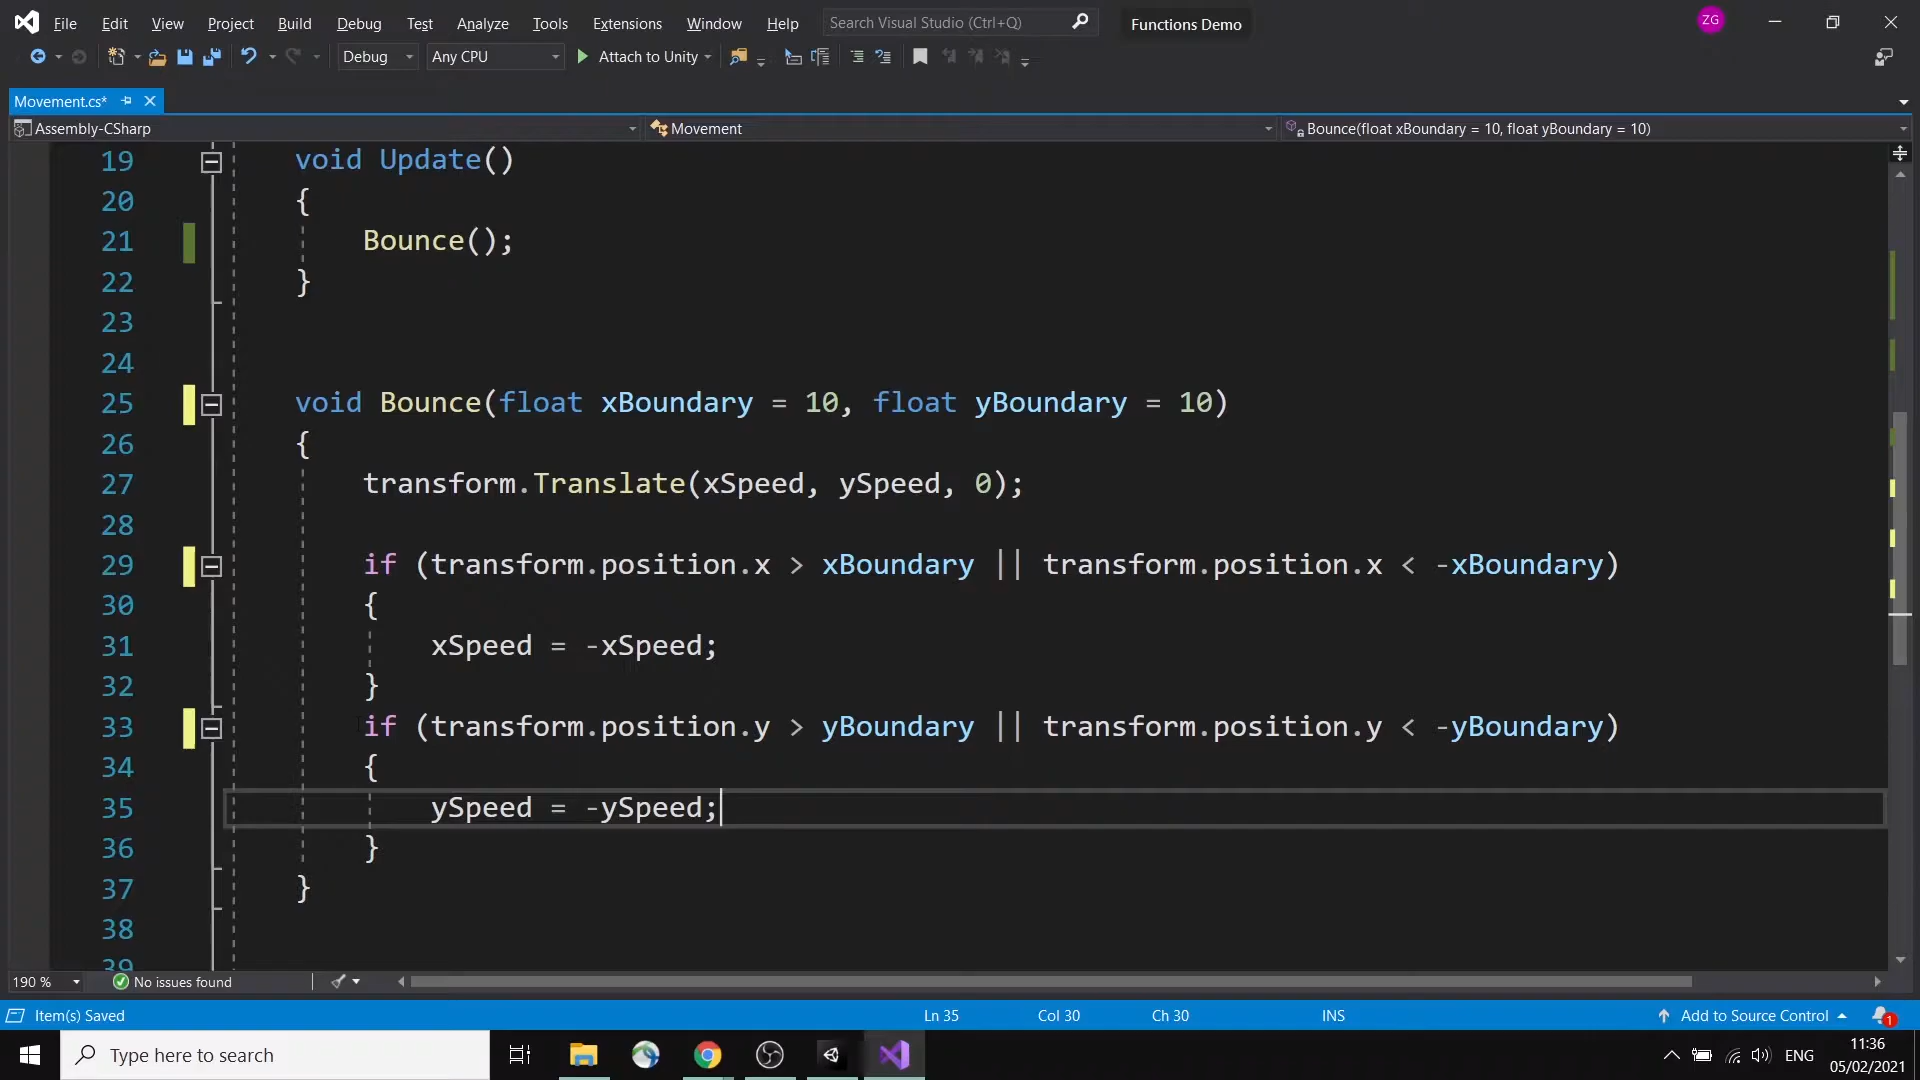 File Edit View Project Build Debug Test Analyze Tools Extensions Window Help Search Visual Studio (Ctrl+Q) Functions Demo ZG
Debug Any CPU Attach to Unity
Movement.cs*
Assembly-CSharp Movement Bounce(float xBoundary = 10, float yBoundary = 10)
19 void Update()
20 {
21 Bounce();
22 }
23
24
25 void Bounce(float xBoundary = 10, float yBoundary = 10)
26 {
27 transform.Translate(xSpeed, ySpeed, 0);
28
29 if (transform.position.x > xBoundary || transform.position.x < -xBoundary)
30 {
31 xSpeed = -xSpeed;
32 }
33 if (transform.position.y > yBoundary || transform.position.y < -yBoundary)
34 {
35 ySpeed = -ySpeed;
36 }
37 }
38
39
190 % No issues found
Item(s) Saved Ln 35 Col 30 Ch 30 INS Add to Source Control 1
Type here to search ENG 11:36
05/02/2021